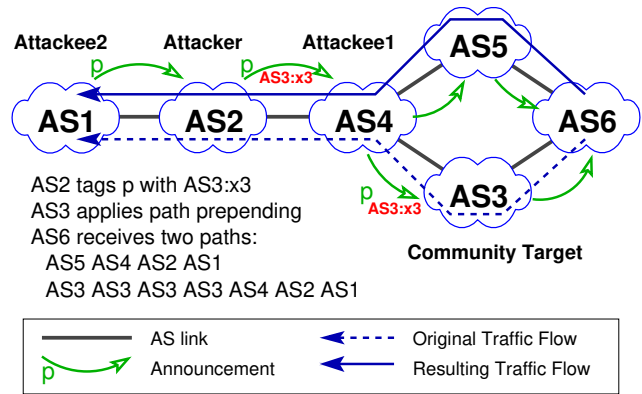 Attackee2 Attacker Attackee1
p p AS3:x3
AS5
AS1 AS2 AS4 AS6
AS2 tags p with AS3:x3
p AS3:x3
AS3
AS3 applies path prepending
AS6 receives two paths:
Community Target
AS5 AS4 AS2 AS1
AS3 AS3 AS3 AS3 AS4 AS2 AS1
AS link
Original Traffic Flow
p Announcement
Resulting Traffic Flow